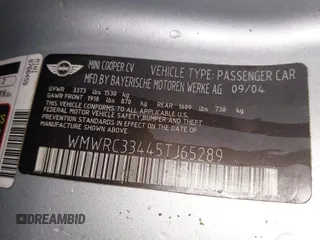 MINI COOPER CV VEHICLE TYPE: PASSENGER CAR
MFD BY BAYERISCHE MOTOREN WERKE AG 09/04
GVWR 3373 lbs 1530 kg
GAWR FRONT 1918 lbs 870 kg REAR 1609 lbs 730 kg
THIS VEHICLE CONFORMS TO ALL APPLICABLE
FEDERAL MOTOR VEHICLE SAFETY, BUMPER AND THEFT
PREVENTION STANDARDS IN EFFECT ON THE DATE OF
MANUFACTURE SHOWN ABOVE.
WMWRC33445TJ65289
MINI
DREAMBID